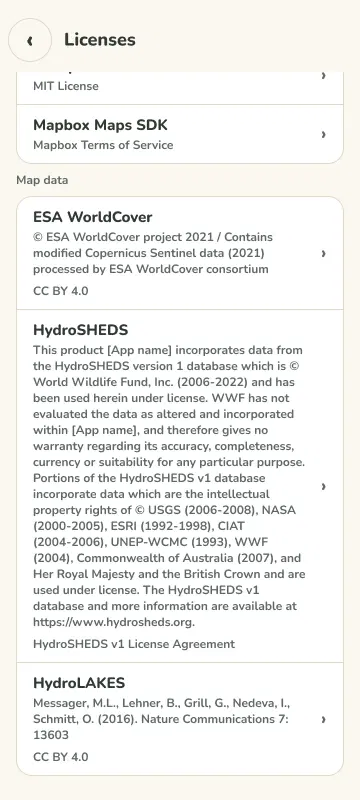 Licenses
MIT License
Mapbox Maps SDK
Mapbox Terms of Service
Map data
ESA WorldCover
© ESA WorldCover project 2021 / Contains
modified Copernicus Sentinel data (2021)
processed by ESA WorldCover consortium
CC BY 4.0
HydroSHEDS
This product [App name] incorporates data from
the HydroSHEDS version 1 database which is ©
World Wildlife Fund, Inc. (2006-2022) and has
been used herein under license. WWF has not
evaluated the data as altered and incorporated
within [App name], and therefore gives no
warranty regarding its accuracy, completeness,
currency or suitability for any particular purpose.
Portions of the HydroSHEDS v1 database
incorporate data which are the intellectual
property rights of © USGS (2006-2008), NASA
(2000-2005), ESRI (1992-1998), CIAT
(2004-2006), UNEP-WCMC (1993), WWF
(2004), Commonwealth of Australia (2007), and
Her Royal Majesty and the British Crown and are
used under license. The HydroSHEDS v1
database and more information are available at
https://www.hydrosheds.org.
HydroSHEDS v1 License Agreement
HydroLAKES
Messager, M.L., Lehner, B., Grill, G., Nedeva, I.,
Schmitt, O. (2016). Nature Communications 7:
13603
CC BY 4.0